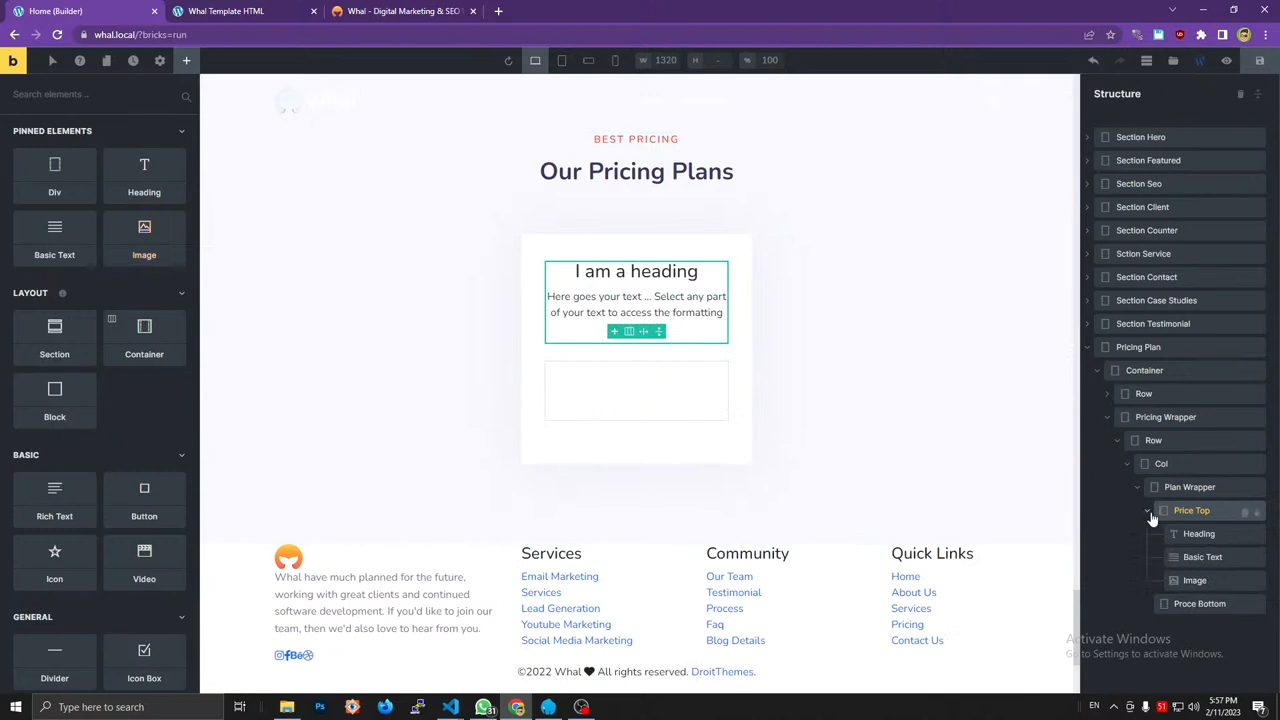 Home (Builder)
Whal Template HTML
Whal - Digital Marketing & SEO
whal.local/?bricks=run
b
W 1320 H - % 100
Search elements ..
Structure
PINNED ELEMENTS
Div
Heading
Basic Text
Image
LAYOUT
Section
Container
Block
BASIC
Rich Text
Button
Icon
Video
GENERAL
Divider
Icon Box
BEST PRICING
Our Pricing Plans
I am a heading
Here goes your text ... Select any part
of your text to access the formatting
Whal have much planned for the future,
working with great clients and continued
software development. If you'd like to join our
team, then we'd also love to hear from you.
Services
Email Marketing
Services
Lead Generation
Youtube Marketing
Social Media Marketing
Community
Our Team
Testimonial
Process
Faq
Blog Details
Quick Links
Home
About Us
Services
Pricing
Contact Us
©2022 Whal All rights reserved. DroitThemes.
Section Hero
Section Featured
Section Seo
Section Client
Section Counter
Sction Service
Section Contact
Section Case Studies
Section Testimonial
Pricing Plan
Container
Row
Pricing Wrapper
Row
Col
Plan Wrapper
Price Top
Heading
Basic Text
Image
Proce Bottom
Activate Windows
Go to Settings to activate Windows.
Type here to search
31
EN
51
5:57 PM
2/11/2023